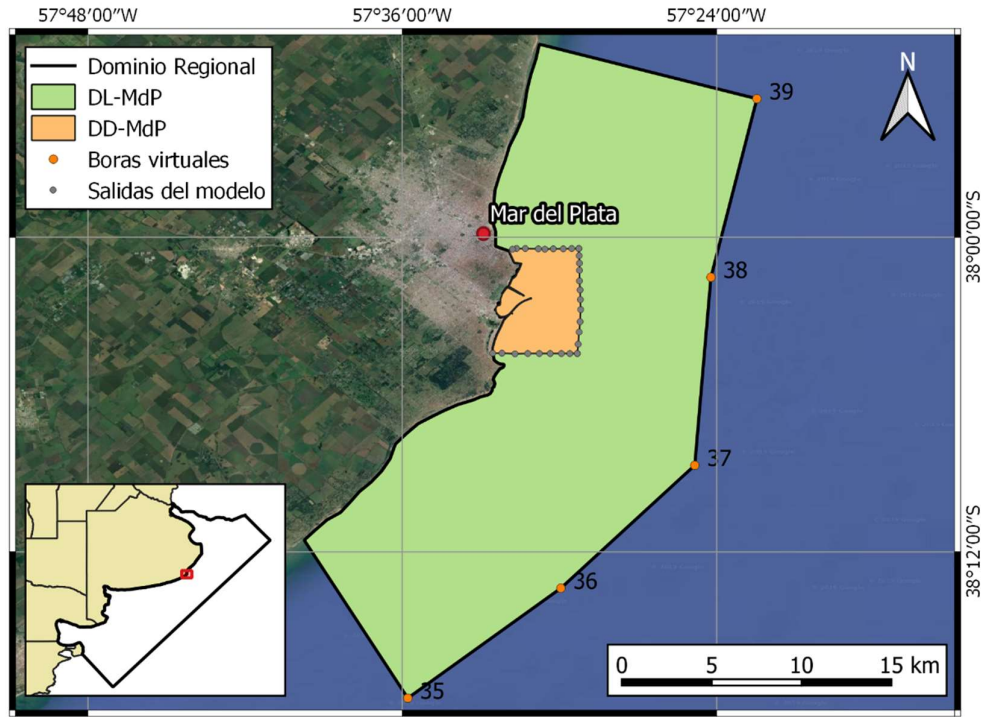 57°48'00"W 57°36'00"W 57°24'00"W
Dominio Regional
DL-MdP
DD-MdP
Boras virtuales
Salidas del modelo
N
39
Mar del Plata
38°00'00"S
38
37
38°12'00"S
36
35
0 5 10 15 km